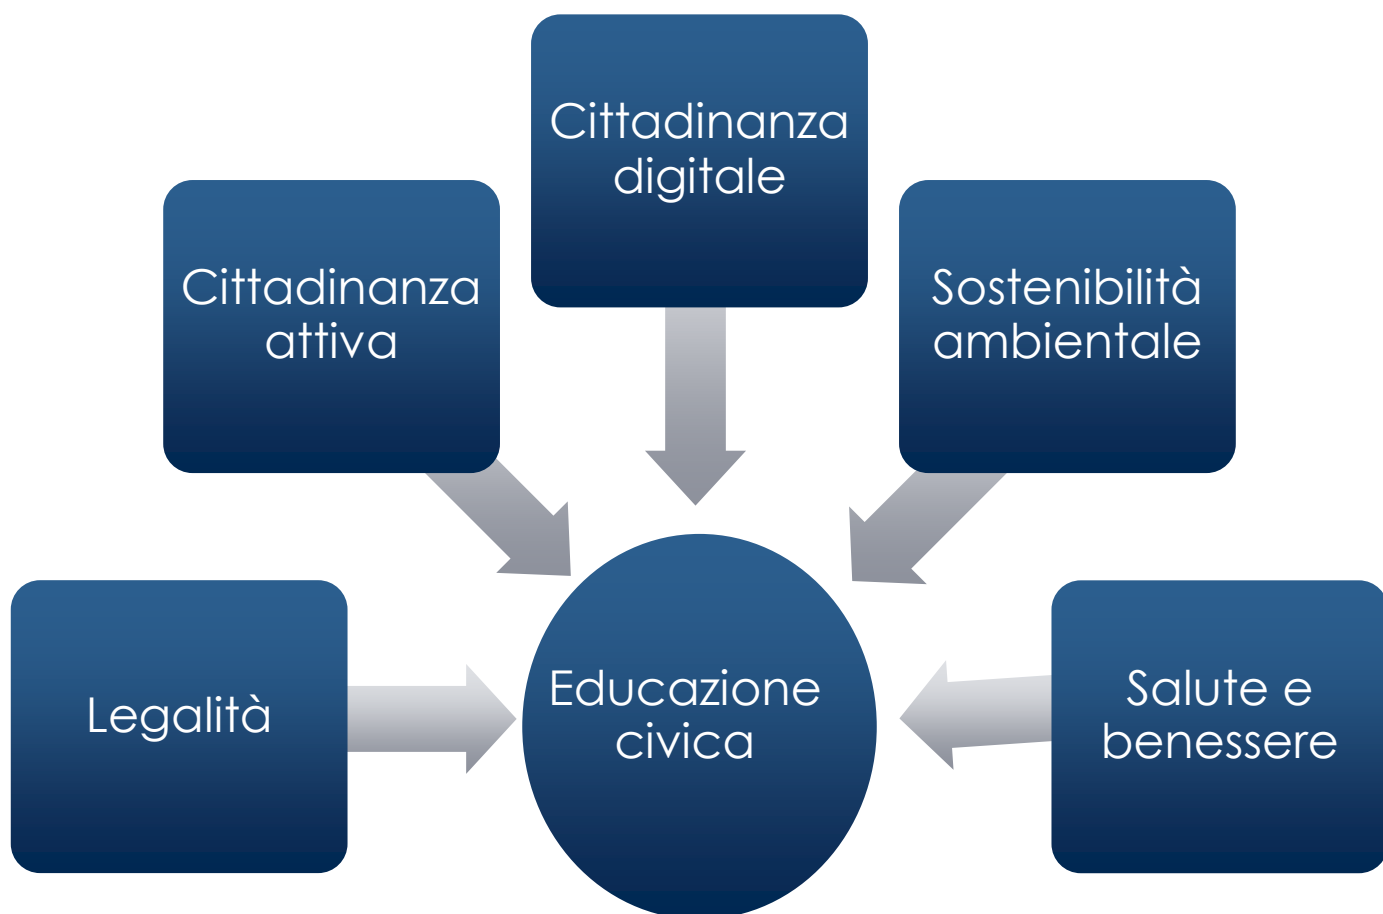 Cittadinanza
digitale
Cittadinanza
attiva
Sostenibilità
ambientale
Legalità
Educazione
civica
Salute e
benessere